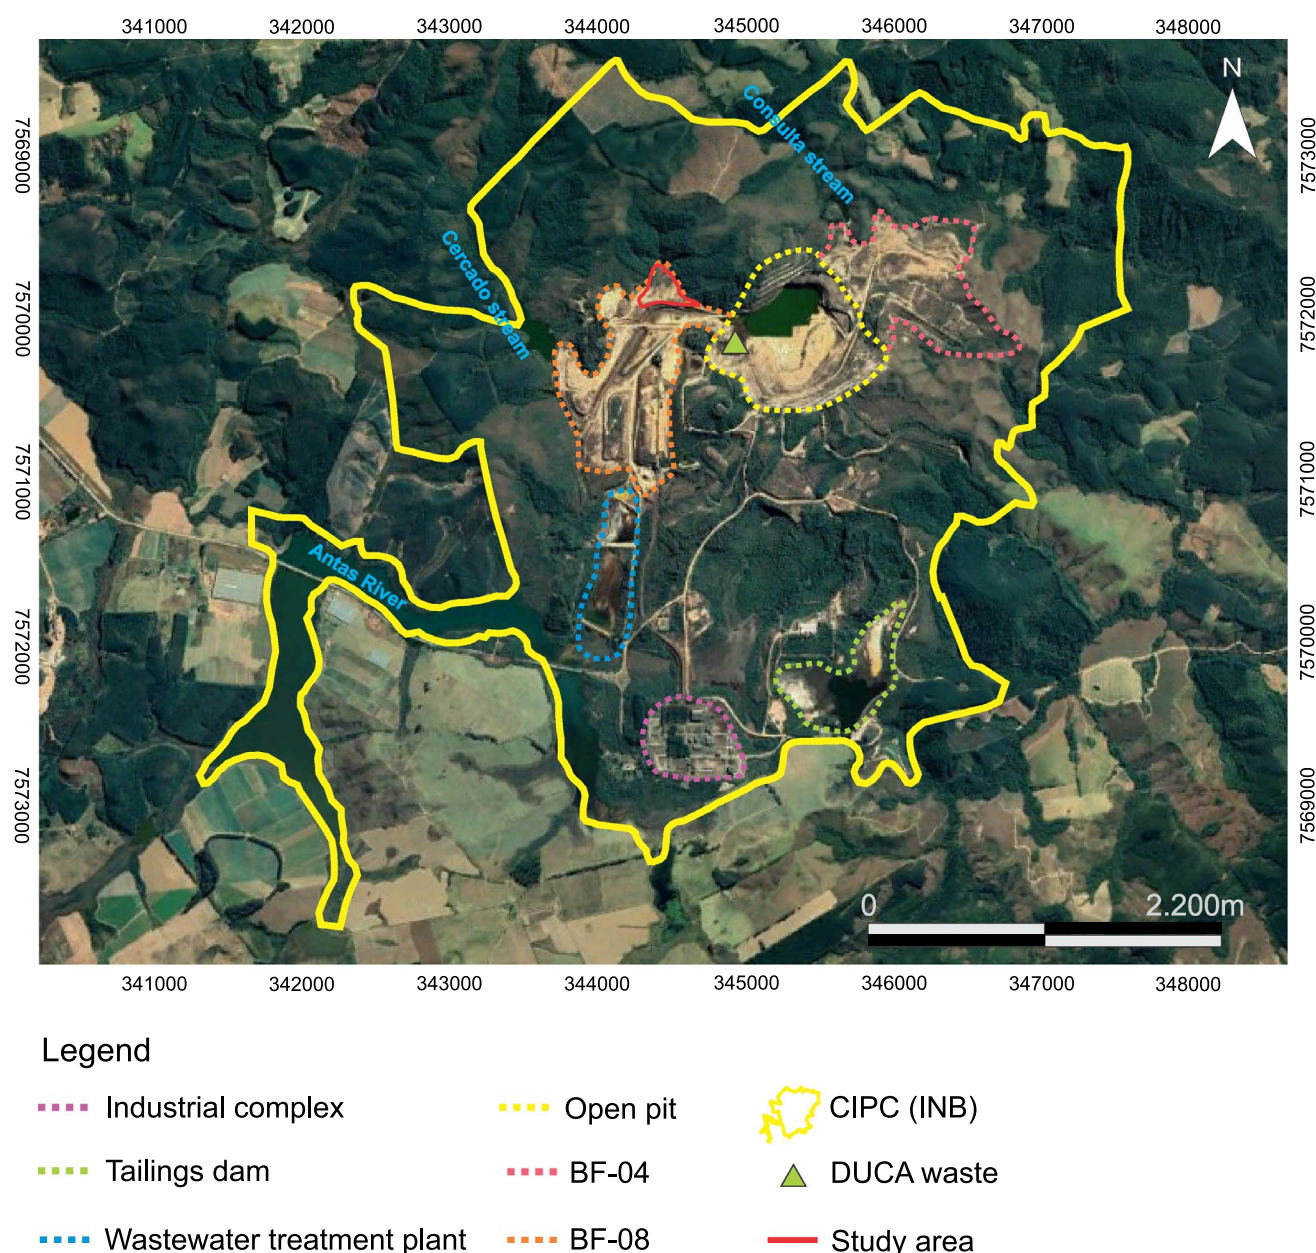 341000 342000 343000 344000 345000 346000 347000 348000
N
Consulta stream
Cercado stream
Antas River
7569000
7570000
7571000
7572000
7573000
7573000
7572000
7571000
7570000
7569000
0 2.200m
341000 342000 343000 344000 345000 346000 347000 348000
Legend
Industrial complex Open pit CIPC (INB)
Tailings dam BF-04 DUCA waste
Wastewater treatment plant BF-08 Study area